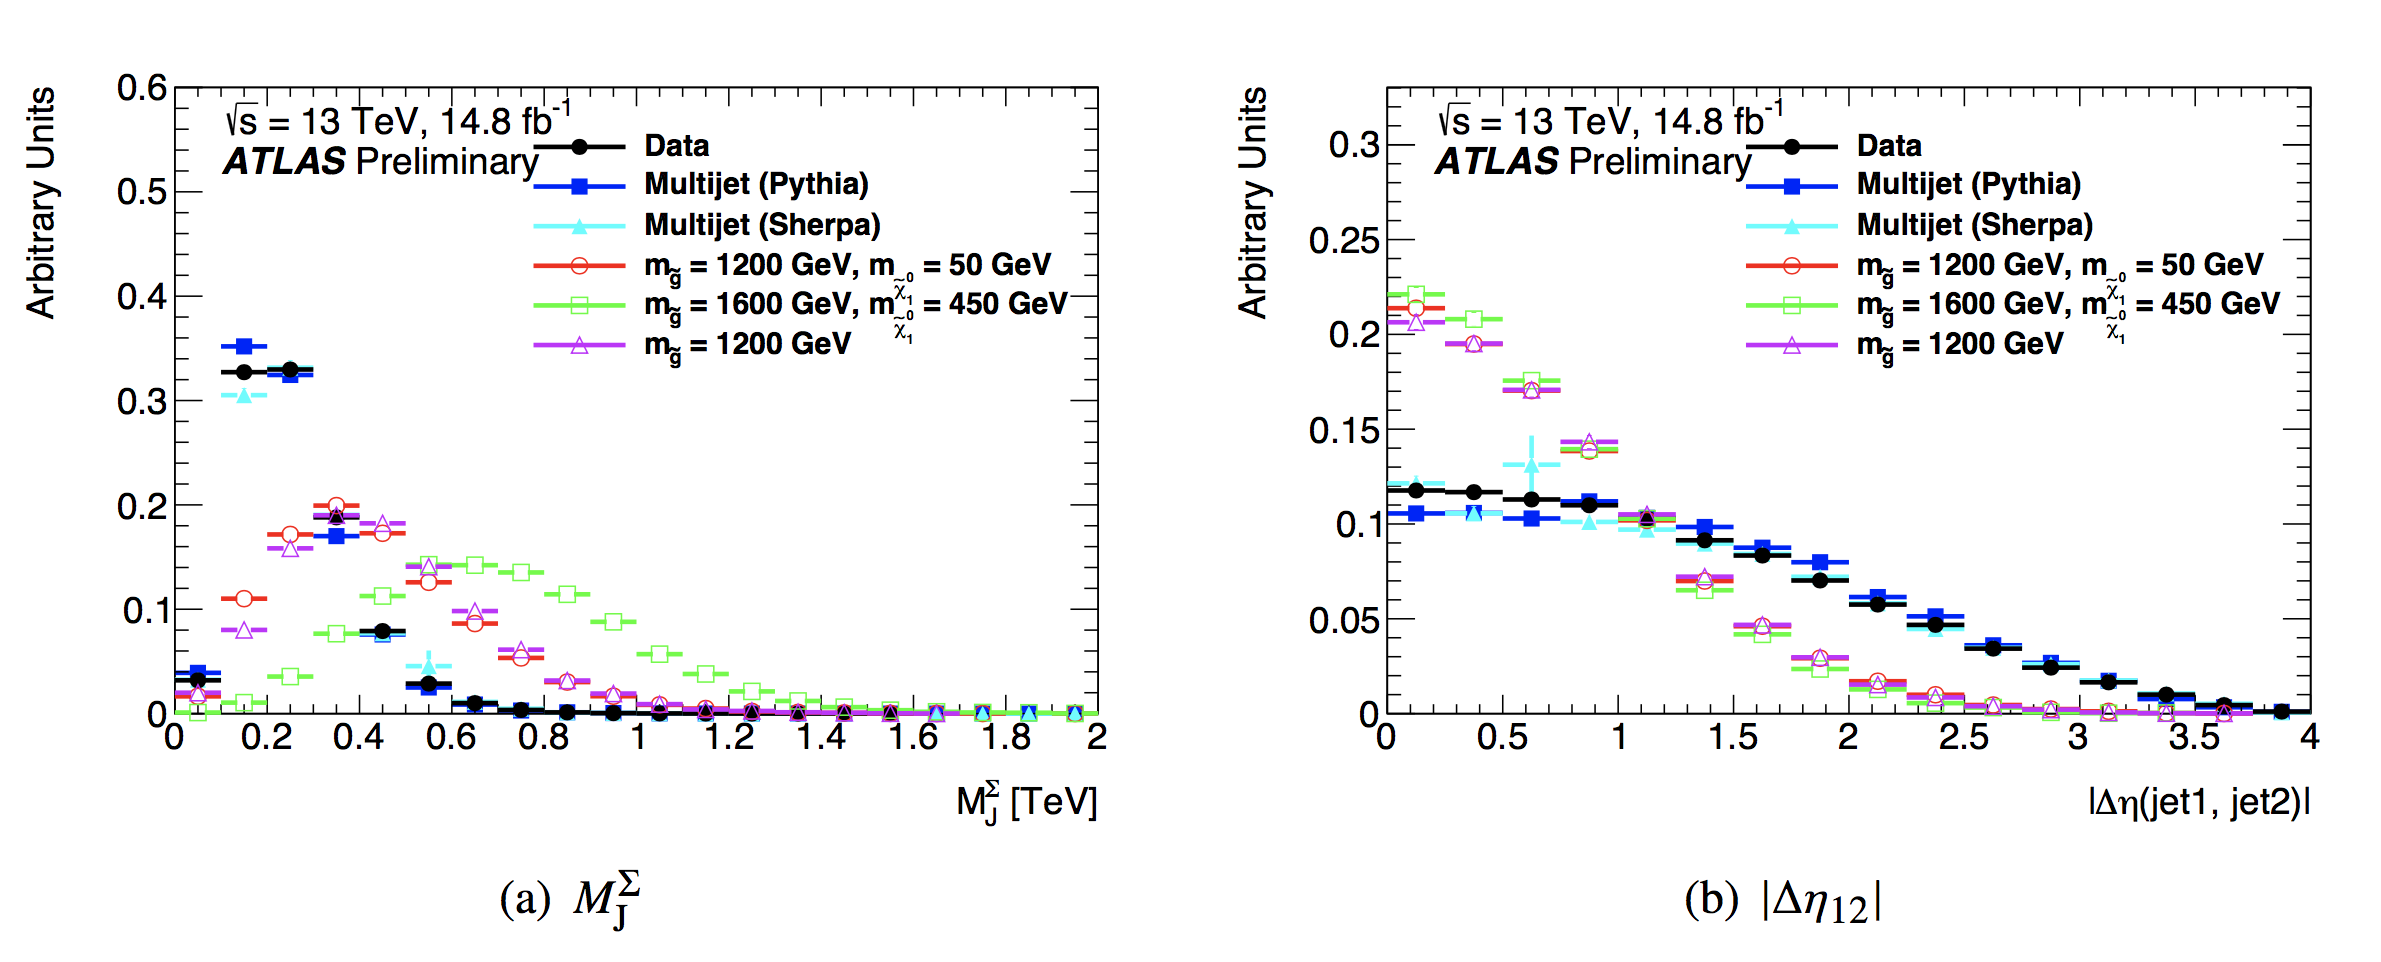 Arbitrary Units
0.6
0.5
0.4
0.3
0.2
0.1
0
√s = 13 TeV, 14.8 fb⁻¹
ATLAS Preliminary
Data
Multijet (Pythia)
Multijet (Sherpa)
m_g̃ = 1200 GeV, m_χ̃₁⁰ = 50 GeV
m_g̃ = 1600 GeV, m_χ̃₁⁰ = 450 GeV
m_g̃ = 1200 GeV
0 0.2 0.4 0.6 0.8 1 1.2 1.4 1.6 1.8 2
M_J^Σ [TeV]
(a) M_J^Σ
Arbitrary Units
0.3
0.25
0.2
0.15
0.1
0.05
0
√s = 13 TeV, 14.8 fb⁻¹
ATLAS Preliminary
Data
Multijet (Pythia)
Multijet (Sherpa)
m_g̃ = 1200 GeV, m_χ̃₁⁰ = 50 GeV
m_g̃ = 1600 GeV, m_χ̃₁⁰ = 450 GeV
m_g̃ = 1200 GeV
0 0.5 1 1.5 2 2.5 3 3.5 4
|Δη(jet1, jet2)|
(b) |Δη₁₂|